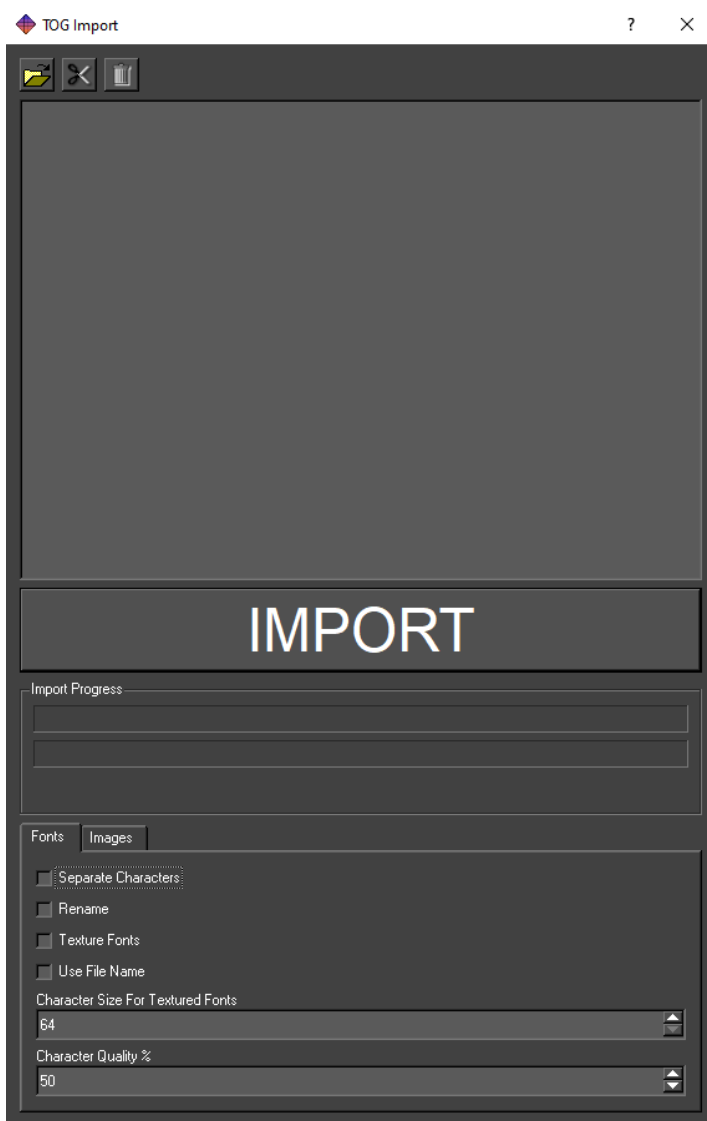 TOG Import
IMPORT
Import Progress
Fonts
Images
Separate Characters
Rename
Texture Fonts
Use File Name
Character Size For Textured Fonts
64
Character Quality %
50